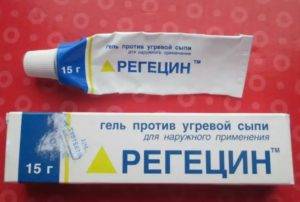 гель против угревой сыпи
для наружного применения
15 г
РЕГЕЦИН™
гель против угревой сыпи
для наружного применения
15 г
РЕГЕЦИН™